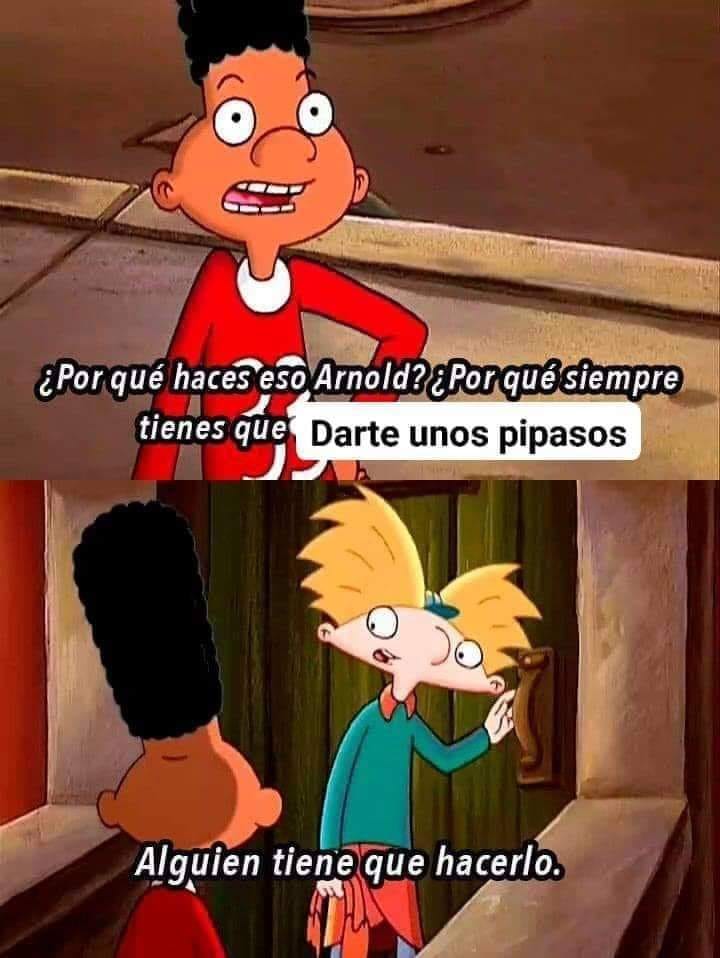 ¿Por qué haces eso Arnold? ¿Por qué siempre
tienes que Darte unos pipasos
Alguien tiene que hacerlo.